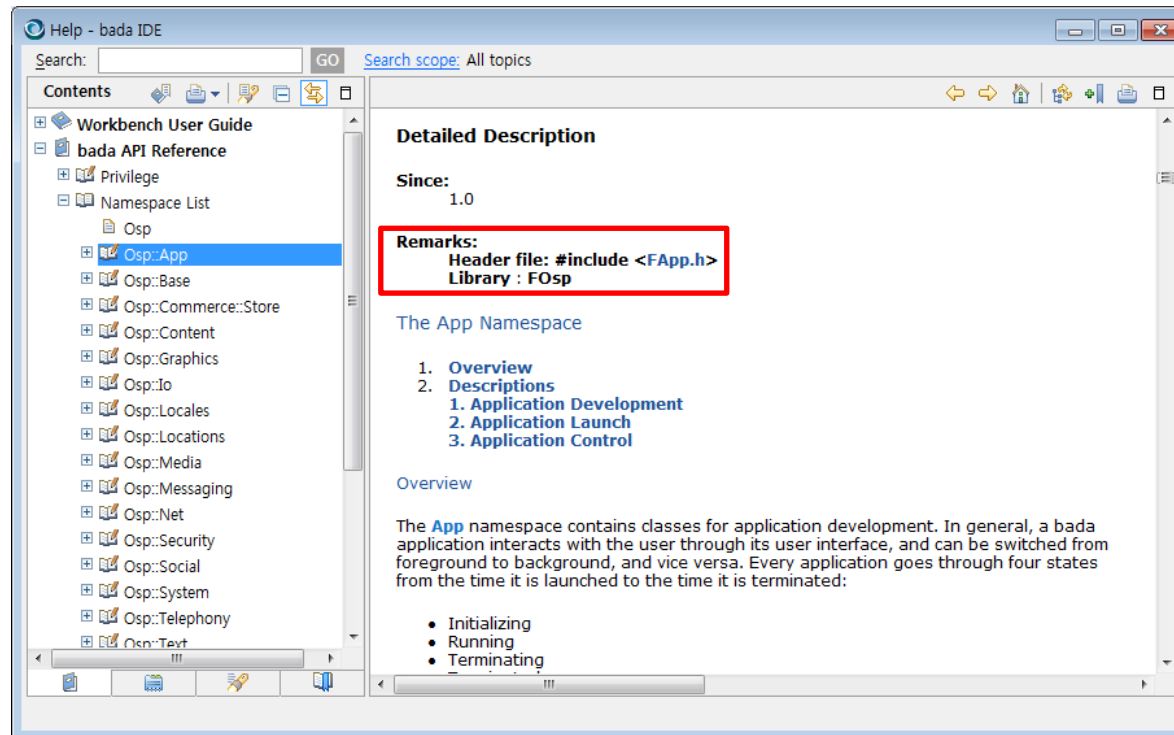 Help - bada IDE
Search:
GO
Search scope: All topics
Contents
Workbench User Guide
bada API Reference
Privilege
Namespace List
Osp
Osp::App
Osp::Base
Osp::Commerce::Store
Osp::Content
Osp::Graphics
Osp::Io
Osp::Locales
Osp::Locations
Osp::Media
Osp::Messaging
Osp::Net
Osp::Security
Osp::Social
Osp::System
Osp::Telephony
Osp::Text
Detailed Description
Since:
1.0
Remarks:
Header file: #include <FApp.h>
Library : FOsp
The App Namespace
1. Overview
2. Descriptions
1. Application Development
2. Application Launch
3. Application Control
Overview
The App namespace contains classes for application development. In general, a bada
application interacts with the user through its user interface, and can be switched from
foreground to background, and vice versa. Every application goes through four states
from the time it is launched to the time it is terminated:
• Initializing
• Running
• Terminating